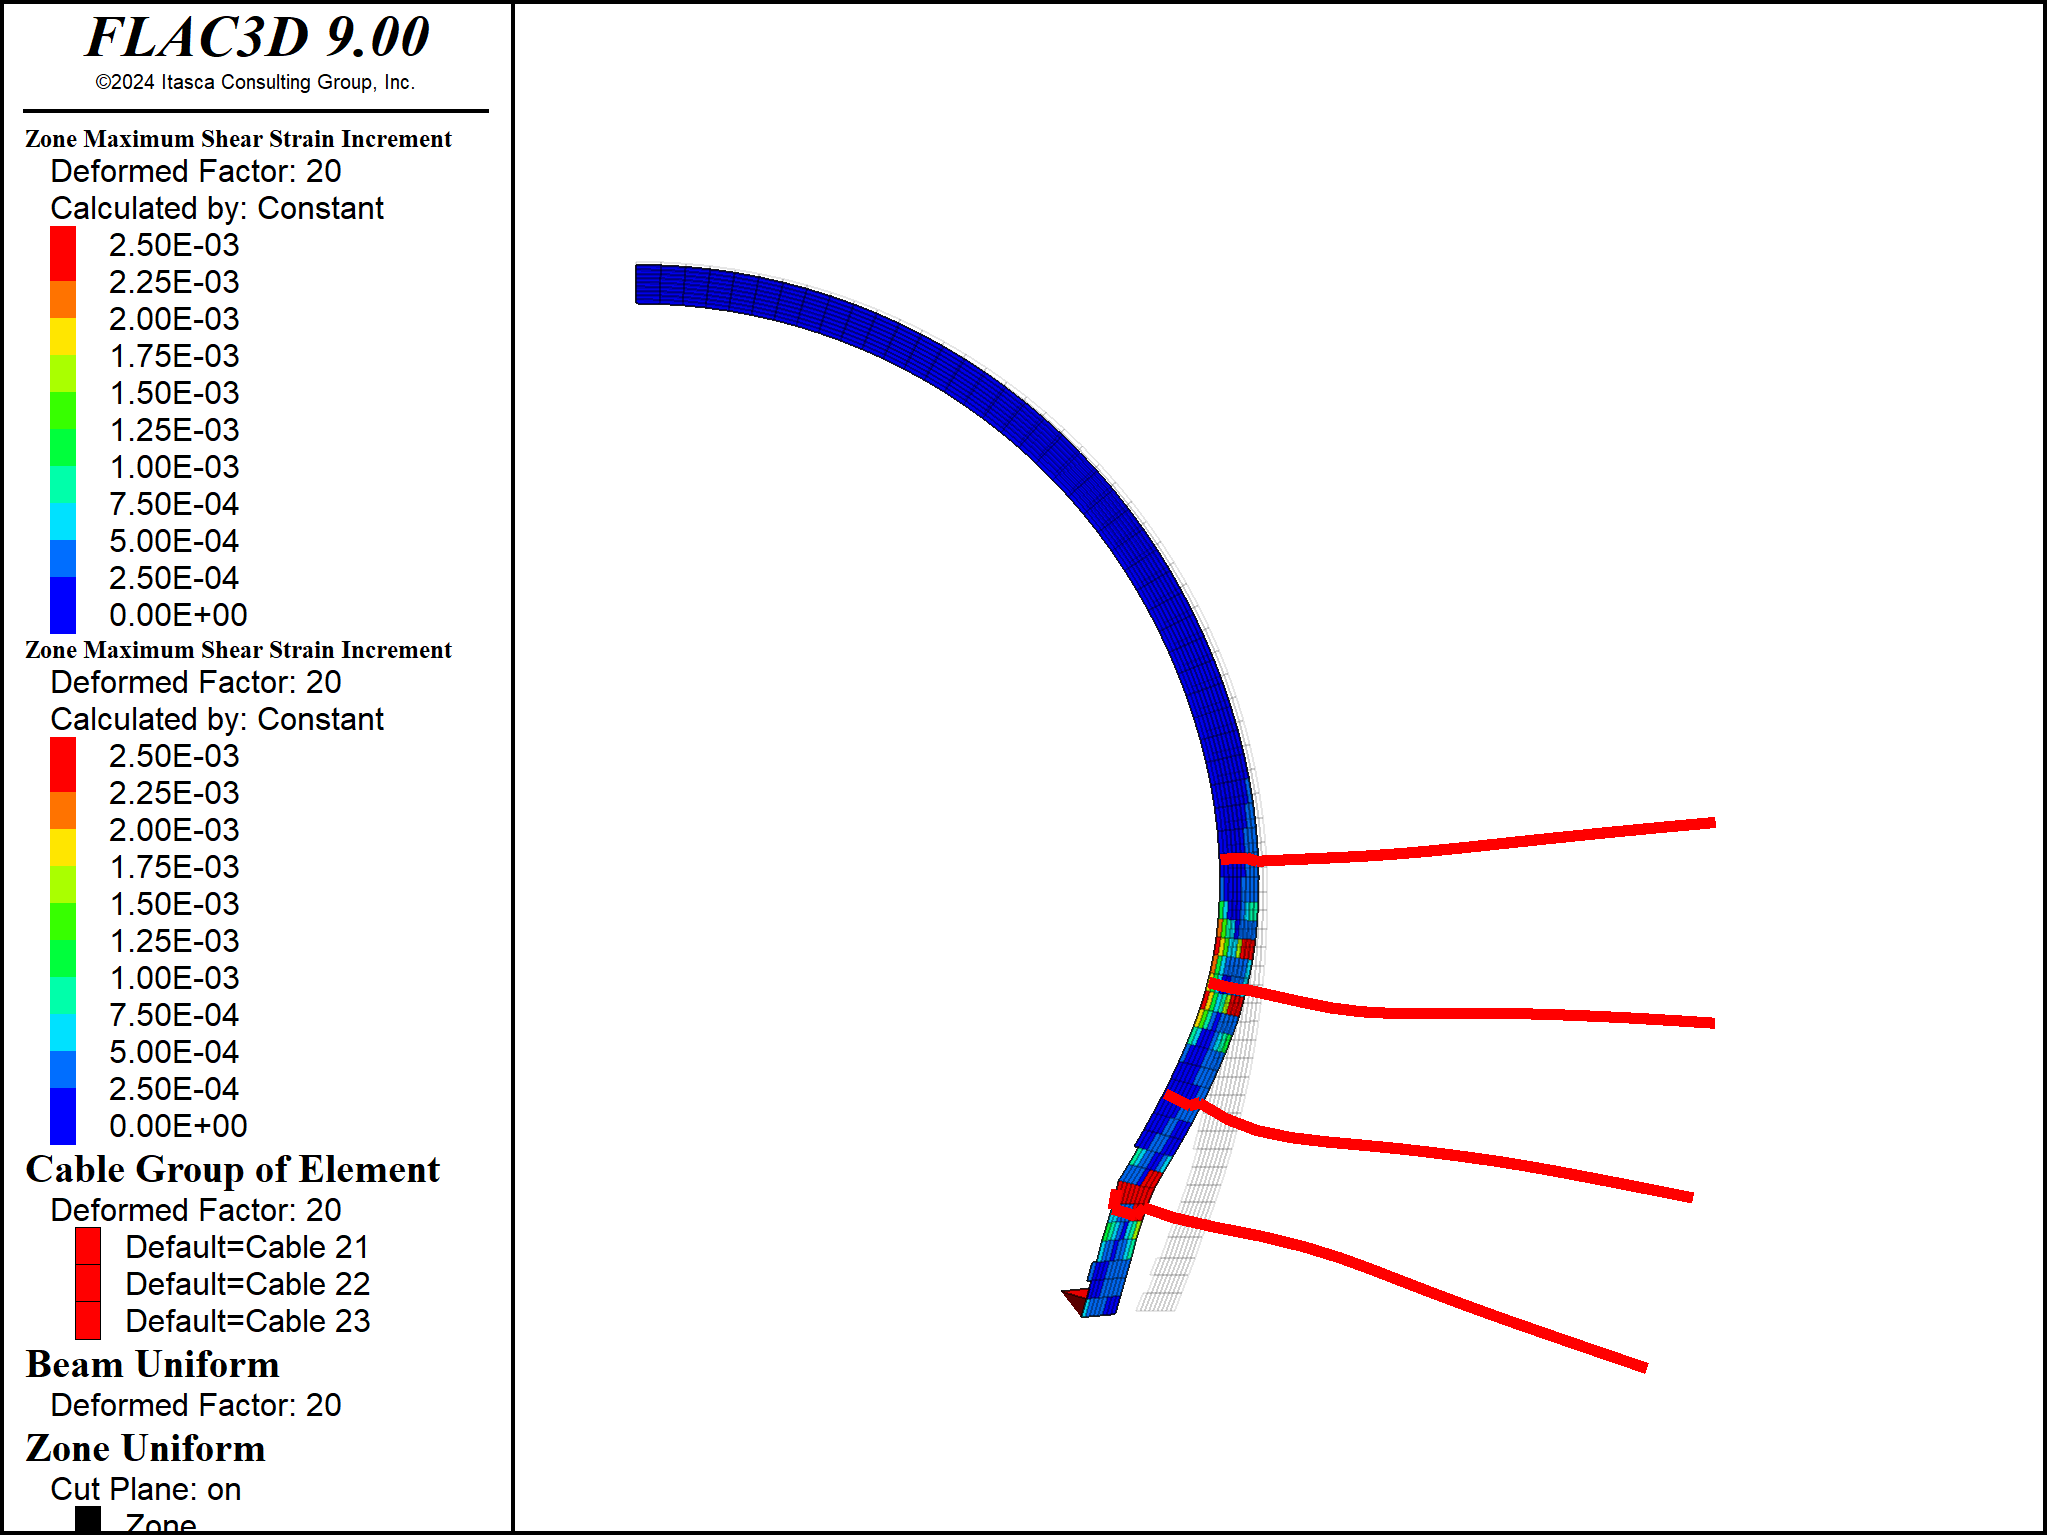 FLAC3D 9.00
©2024 Itasca Consulting Group, Inc.
Zone Maximum Shear Strain Increment
Deformed Factor: 20
Calculated by: Constant
2.50E-03
2.25E-03
2.00E-03
1.75E-03
1.50E-03
1.25E-03
1.00E-03
7.50E-04
5.00E-04
2.50E-04
0.00E+00
Zone Maximum Shear Strain Increment
Deformed Factor: 20
Calculated by: Constant
2.50E-03
2.25E-03
2.00E-03
1.75E-03
1.50E-03
1.25E-03
1.00E-03
7.50E-04
5.00E-04
2.50E-04
0.00E+00
Cable Group of Element
Deformed Factor: 20
Default=Cable 21
Default=Cable 22
Default=Cable 23
Beam Uniform
Deformed Factor: 20
Zone Uniform
Cut Plane: on
Zone